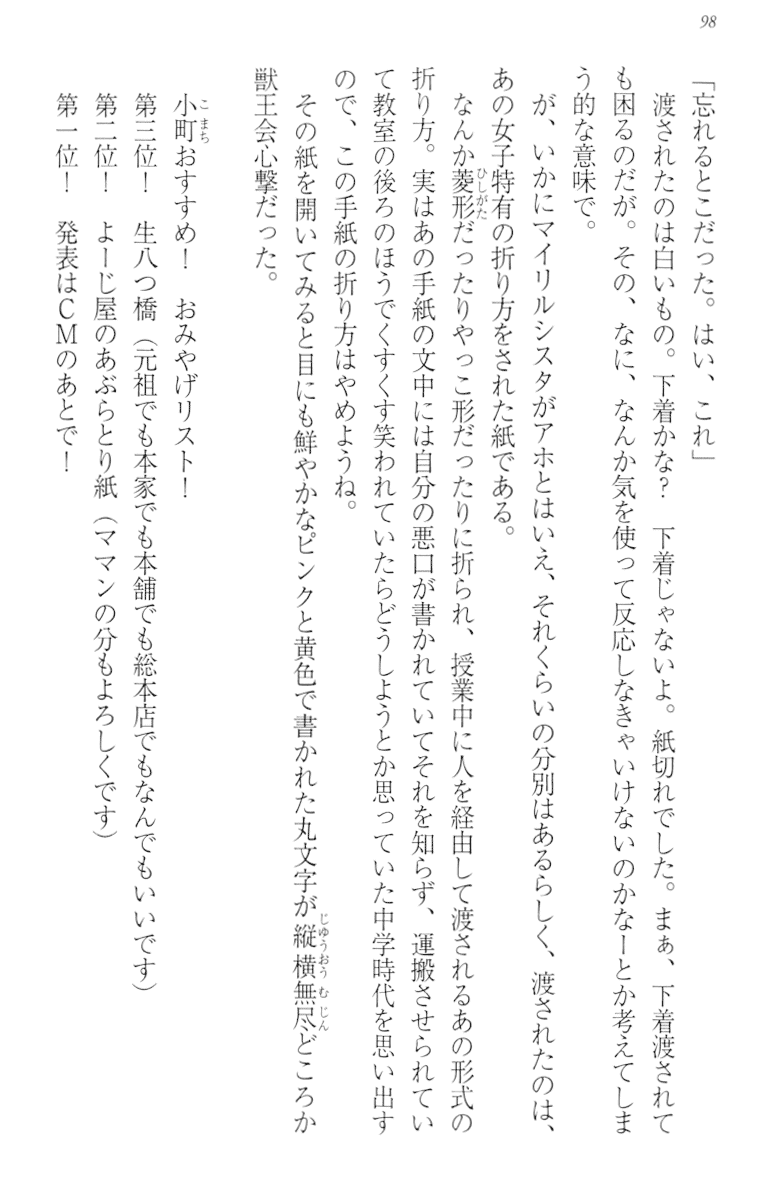 98
「忘れるとこだった。はい、これ」
　渡されたのは白いもの。下着かな？　下着じゃないよ。紙切れでした。まぁ、下着渡されて
も困るのだが。その、なに、なんか気を使って反応しなきゃいけないのかなーとか考えてしま
う的な意味で。
　が、いかにマイリルシスタがアホとはいえ、それくらいの分別はあるらしく、渡されたのは、
あの女子特有の折り方をされた紙である。
　なんか菱形だったりやっこ形だったりに折られ、授業中に人を経由して渡されるあの形式の
折り方。実はあの手紙の文中には自分の悪口が書かれていてそれを知らず、運搬させられてい
て教室の後ろのほうでくすくす笑われていたらどうしようとか思っていた中学時代を思い出す
ので、この手紙の折り方はやめようね。
　その紙を開いてみると目にも鮮やかなピンクと黄色で書かれた丸文字が縦横無尽どころか
獣王会心撃だった。
小町おすすめ！　おみやげリスト！
第三位！　生八つ橋（元祖でも本家でも本舗でも総本店でもなんでもいいです）
第二位！　よーじ屋のあぶらとり紙（ママンの分もよろしくです）
第一位！　発表はＣＭのあとで！